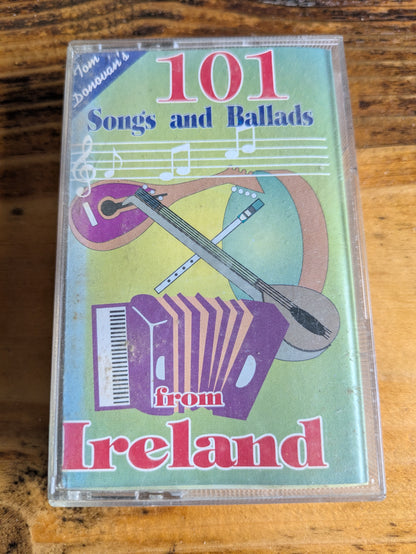 Tom
Donovan's
101
Songs and Ballads
from
Ireland